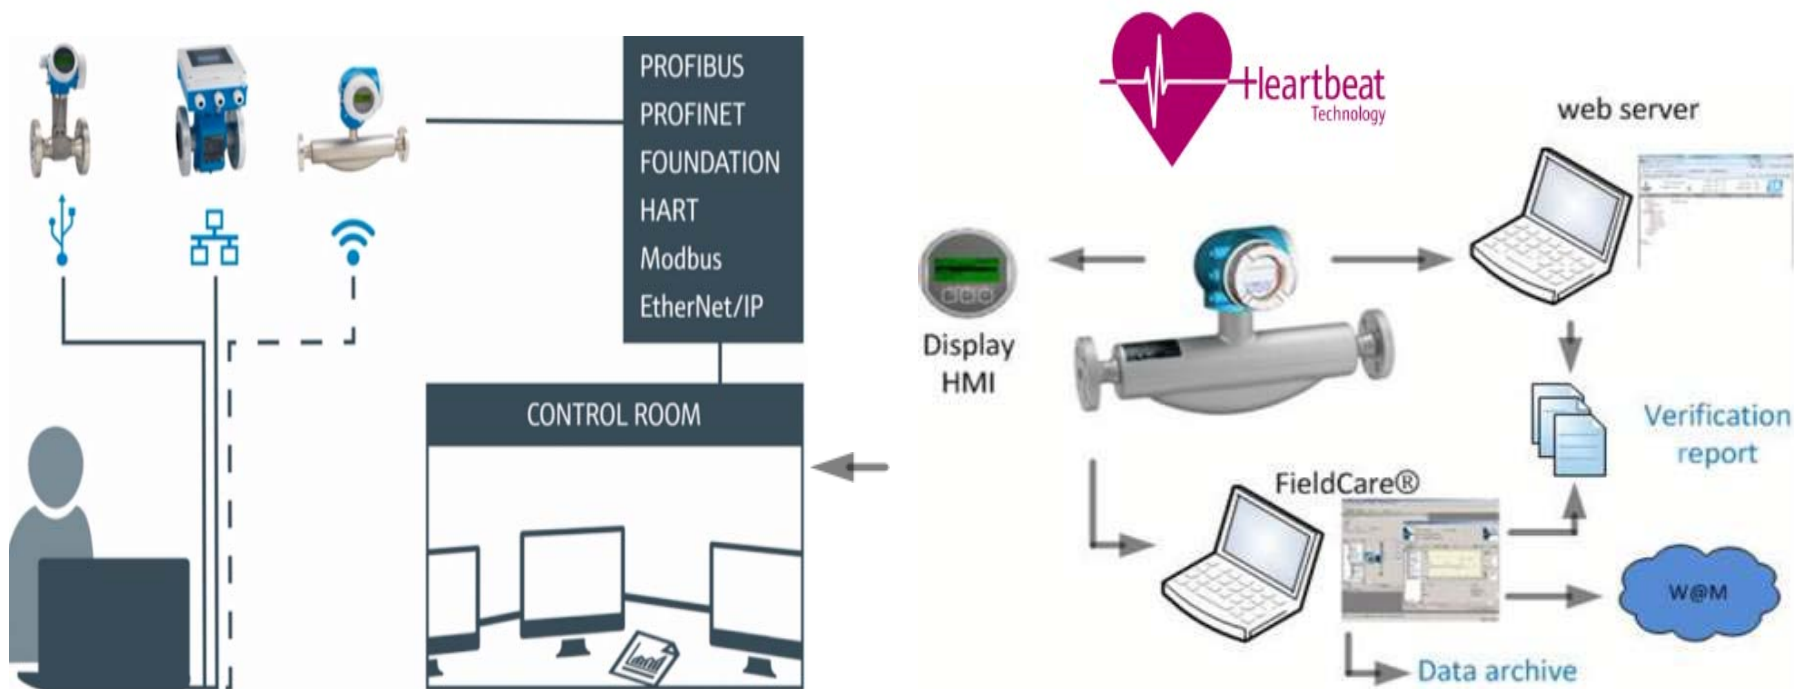 PROFIBUS
PROFINET
FOUNDATION
HART
Modbus
EtherNet/IP
CONTROL ROOM
Heartbeat
Technology
web server
Display
HMI
Verification
report
FieldCare®
W@M
Data archive